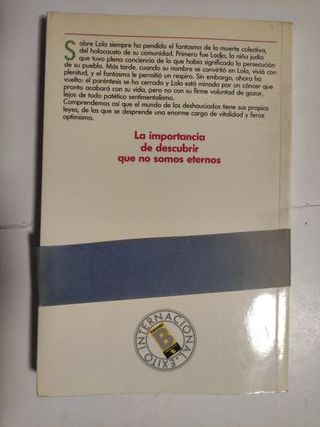 Sobre Lola siempre ha pendido el fantasma de la muerte colectiva,
del holocausto de su comunidad. Primero fue Lodja, la niña judía
que tuvo plena conciencia de lo que había significado la persecución
de su pueblo. Más tarde, cuando su nombre se convirtió en Lola, vivió con
plenitud, y el fantasma le permitió un respiro. Sin embargo, ahora ha
vuelto: el paréntesis se ha cerrado y Lola está minada por un cáncer que
pronto acabará con su vida, pero no con su firme voluntad de gozar,
lejos de todo patético sentimentalismo.
Comprendemos así que el mundo de los deshauciados tiene sus propias
leyes, de las que se desprende una enorme carga de vitalidad y feroz
optimismo.
La importancia
de descubrir
que no somos eternos
EXITO INTERNACIONAL
B